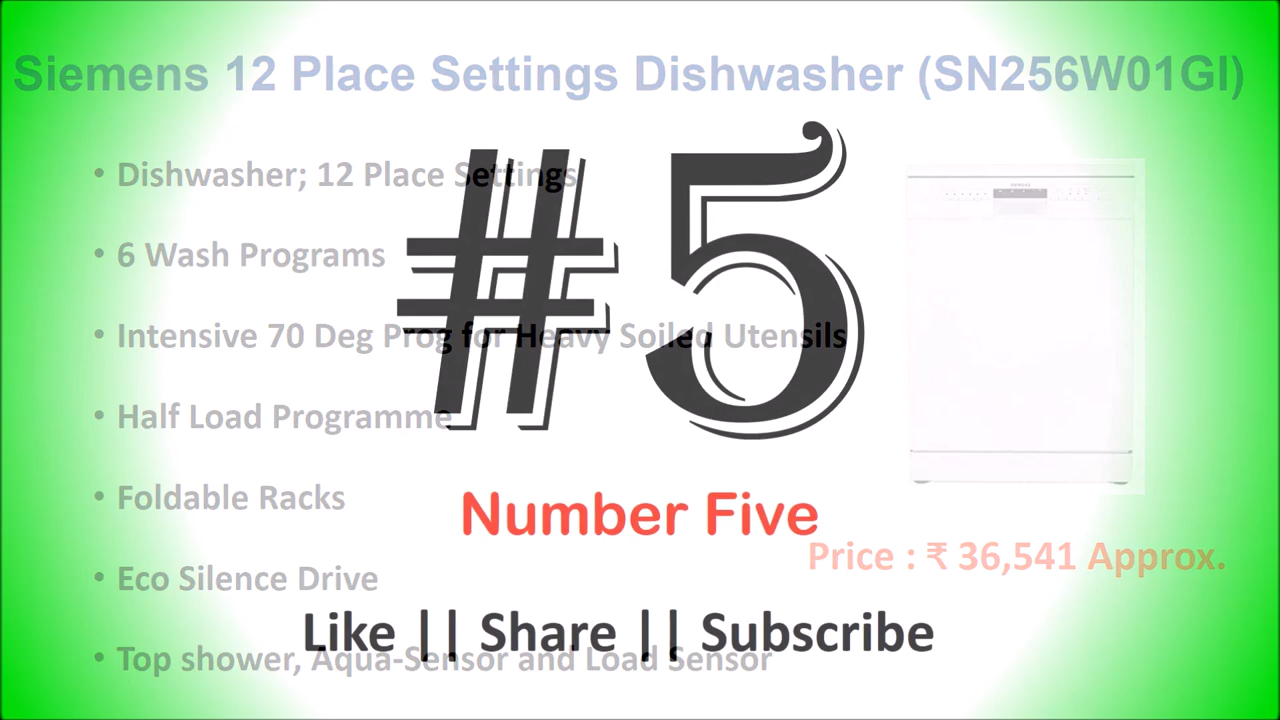 Siemens 12 Place Settings Dishwasher (SN256W01GI)
• Dishwasher; 12 Place Settings
• 6 Wash Programs
• Intensive 70 Deg Prog for Heavy Soiled Utensils
• Half Load Programme
• Foldable Racks
• Eco Silence Drive
• Top shower, Aqua-Sensor and Load Sensor
#5
Number Five
Price : ₹ 36,541 Approx.
Like || Share || Subscribe
SIEMENS